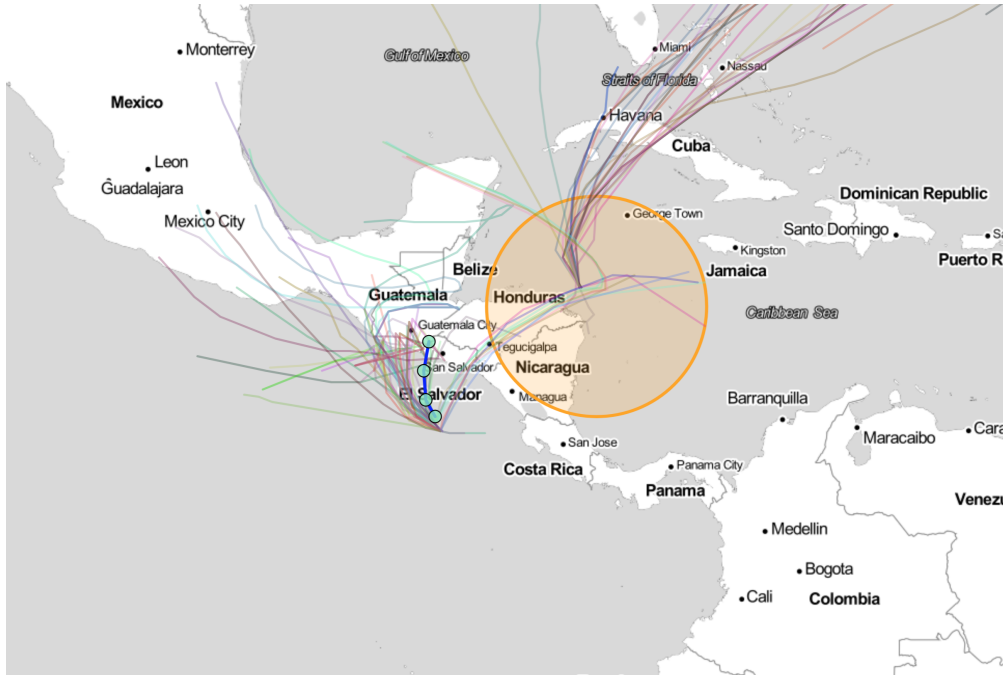 Monterrey
Gulf of Mexico
Miami
Nassau
Straits of Florida
Mexico
Havana
Cuba
Leon
Guadalajara
Mexico City
Dominican Republic
George Town
Santo Domingo
Kingston
Puerto R
Belize
Jamaica
Guatemala
Honduras
Caribbean Sea
Guatemala City
Tegucigalpa
San Salvador
Nicaragua
El Salvador
Managua
Barranquilla
Maracaibo
Cara
San Jose
Costa Rica
Panama City
Panama
Venezu
Medellin
Bogota
Cali
Colombia